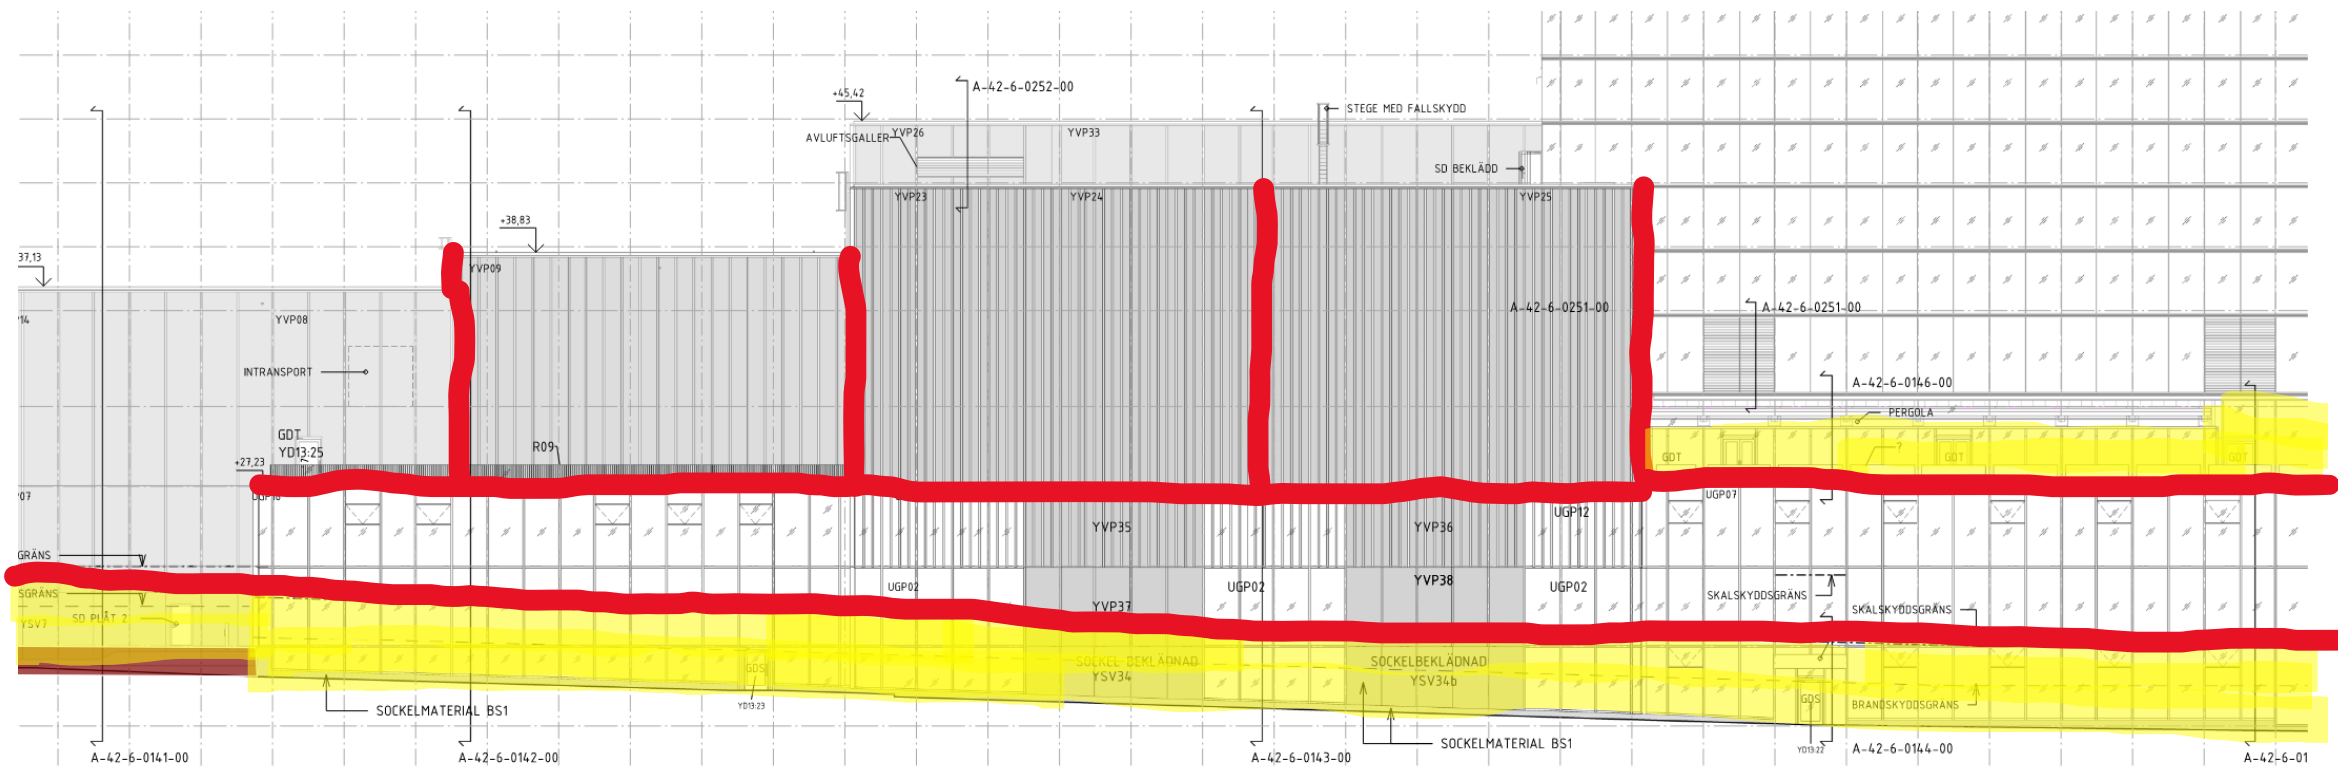 A-42-6-0252-00
+45,42
STEGE MED FALLSKYDD
YVP26
YVP33
AVLUFTSGALLER
SD BEKLÄDD
YVP23
YVP24
YVP25
+38,83
37,13
YVP09
A-42-6-0251-00
A-42-6-0251-00
YVP08
INTRANSPORT
A-42-6-0146-00
PERGOLA
GDT
YD13:25
R09
?
GDT
GDT
GDT
+27,23
UGP07
UGP12
YVP35
YVP36
GRÄNS
YVP38
UGP02
UGP02
UGP02
SGRÄNS
SKALSKYDDSGRÄNS
YVP37
SKALSKYDDSGRÄNS
SD PLÅT 2
YSV7
SOCKEL BEKLÄDNAD
YSV34
SOCKELBEKLÄDNAD
YSV34b
GDS
GDS
BRANDSKYDDSGRÄNS
YD13:23
SOCKELMATERIAL BS1
SOCKELMATERIAL BS1
YD13:22
A-42-6-0144-00
A-42-6-0141-00
A-42-6-0142-00
A-42-6-0143-00
A-42-6-01